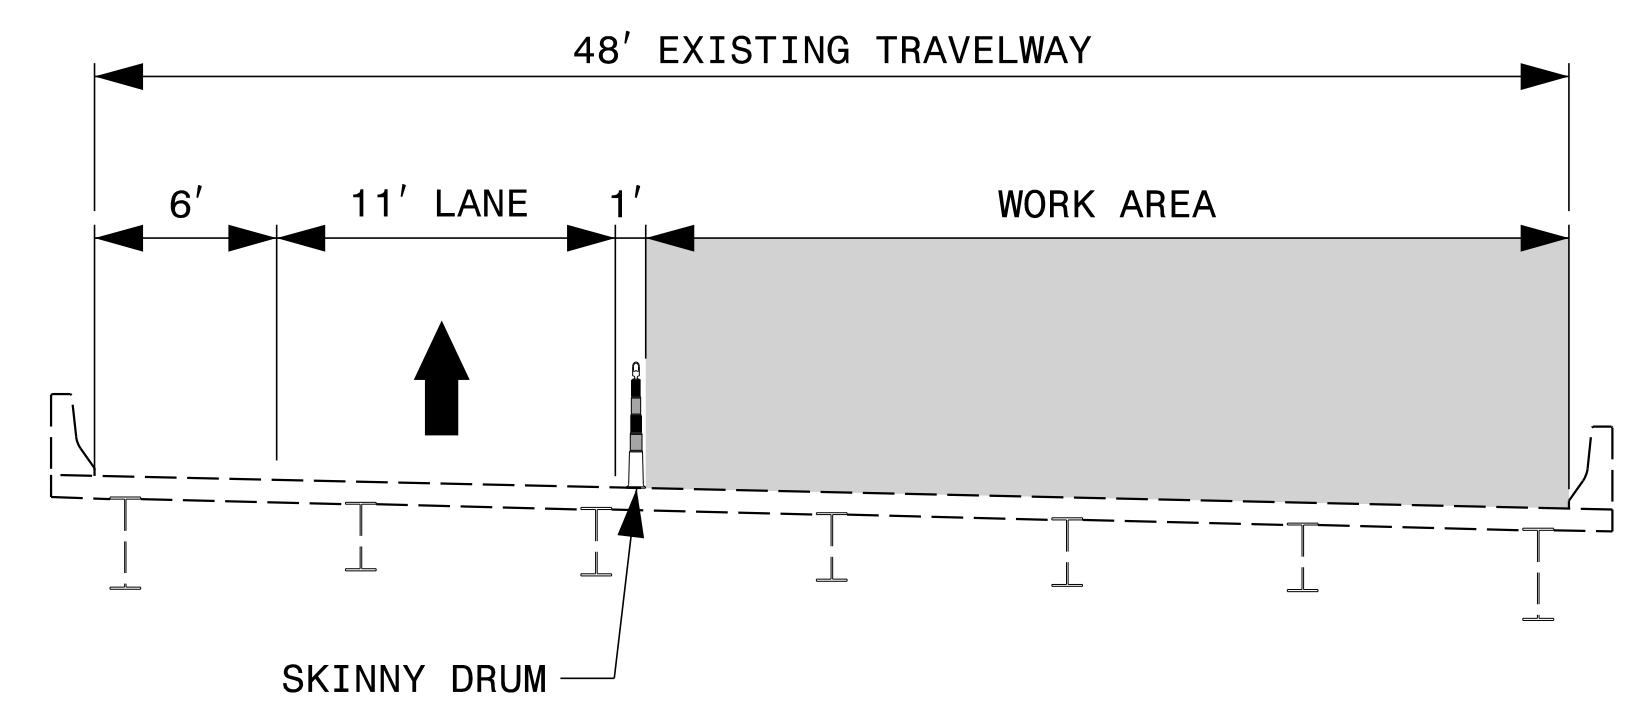 48' EXISTING TRAVELWAY
6' 11' LANE 1' WORK AREA
SKINNY DRUM